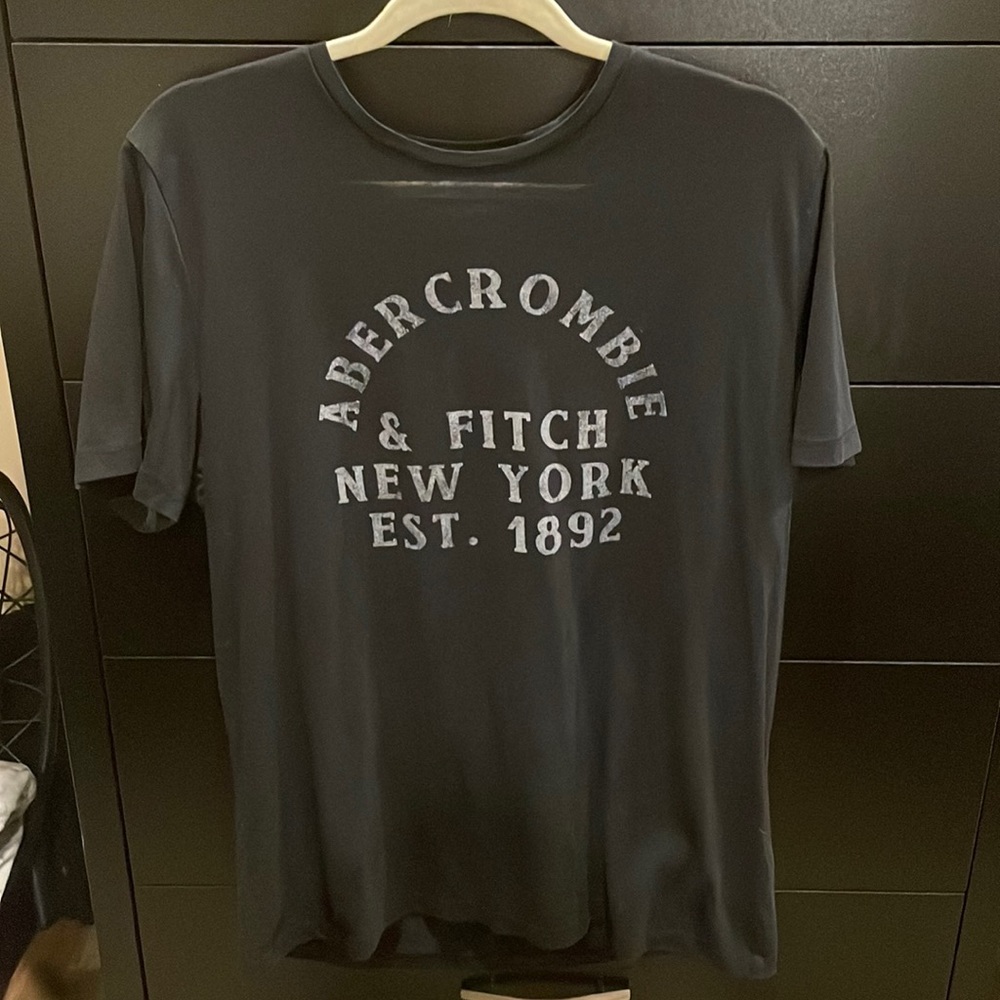 ABERCROMBIE
& FITCH
NEW YORK
EST. 1892